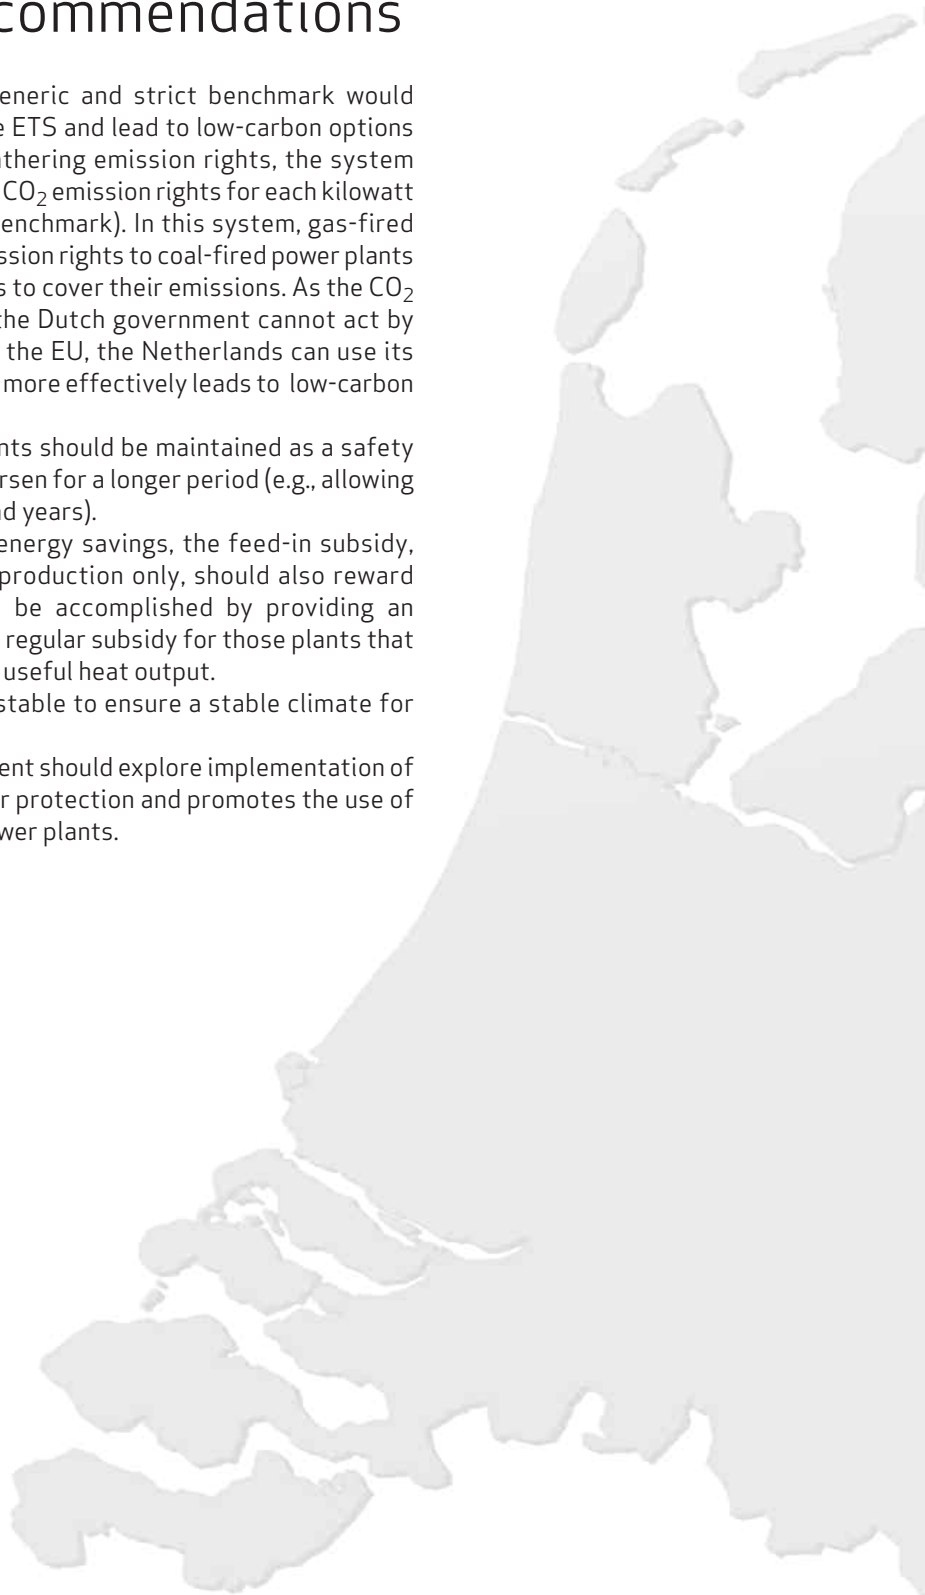 commendations
eneric and strict benchmark would
e ETS and lead to low-carbon options
athering emission rights, the system
CO2 emission rights for each kilowatt
enchmark). In this system, gas-fired
ssion rights to coal-fired power plants
s to cover their emissions. As the CO2
the Dutch government cannot act by
the EU, the Netherlands can use its
more effectively leads to low-carbon
nts should be maintained as a safety
rsen for a longer period (e.g., allowing
nd years).
energy savings, the feed-in subsidy,
production only, should also reward
be accomplished by providing an
regular subsidy for those plants that
useful heat output.
stable to ensure a stable climate for
ent should explore implementation of
r protection and promotes the use of
wer plants.